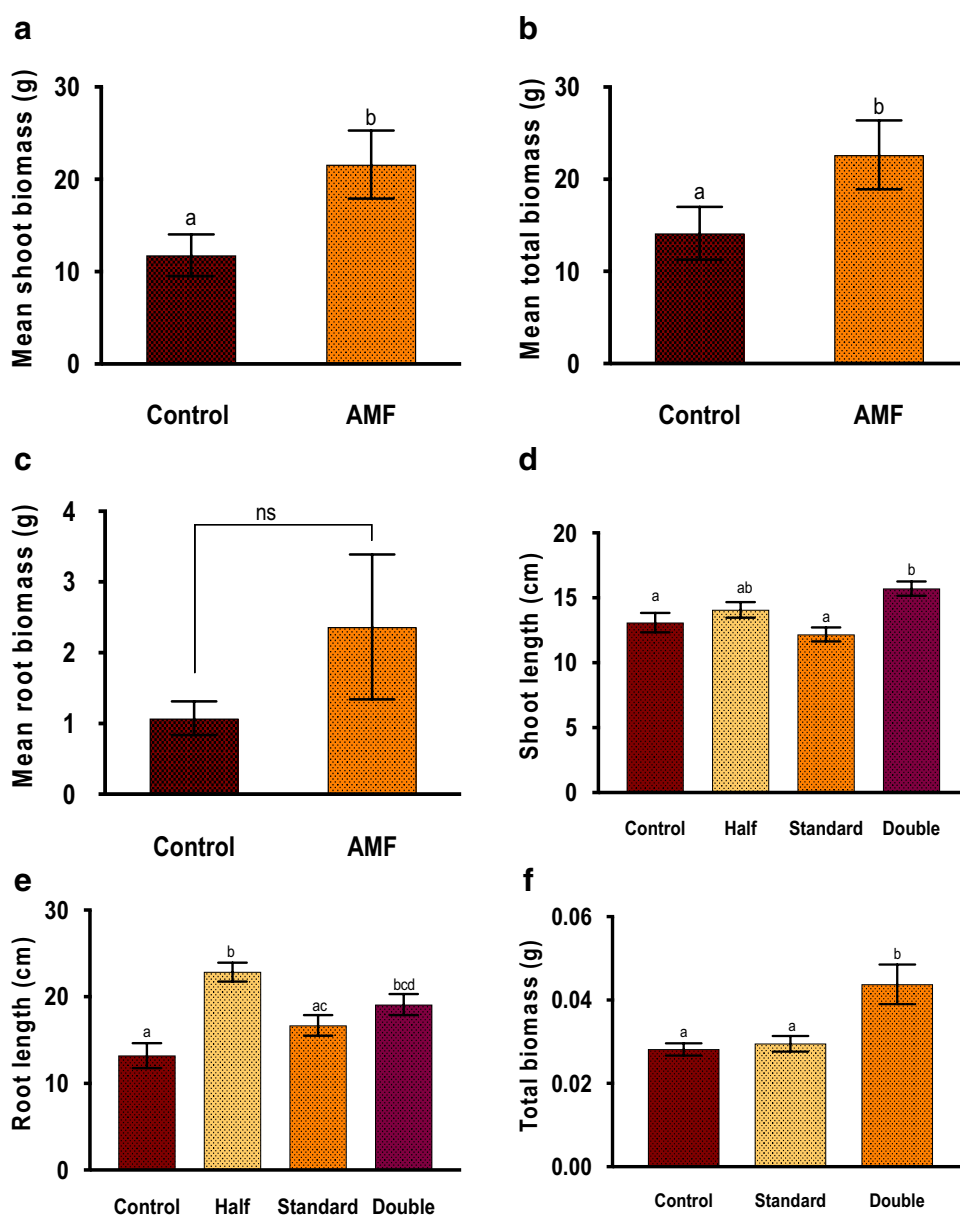 a
Mean shoot biomass (g)
30
20
10
0
a
b
Control AMF
b
Mean total biomass (g)
30
20
10
0
a
b
Control AMF
c
Mean root biomass (g)
4
3
2
1
0
ns
Control AMF
d
Shoot length (cm)
20
15
10
5
0
a
ab
a
b
Control Half Standard Double
e
Root length (cm)
30
20
10
0
a
b
ac
bcd
Control Half Standard Double
f
Total biomass (g)
0.06
0.04
0.02
0.00
a
a
b
Control Standard Double